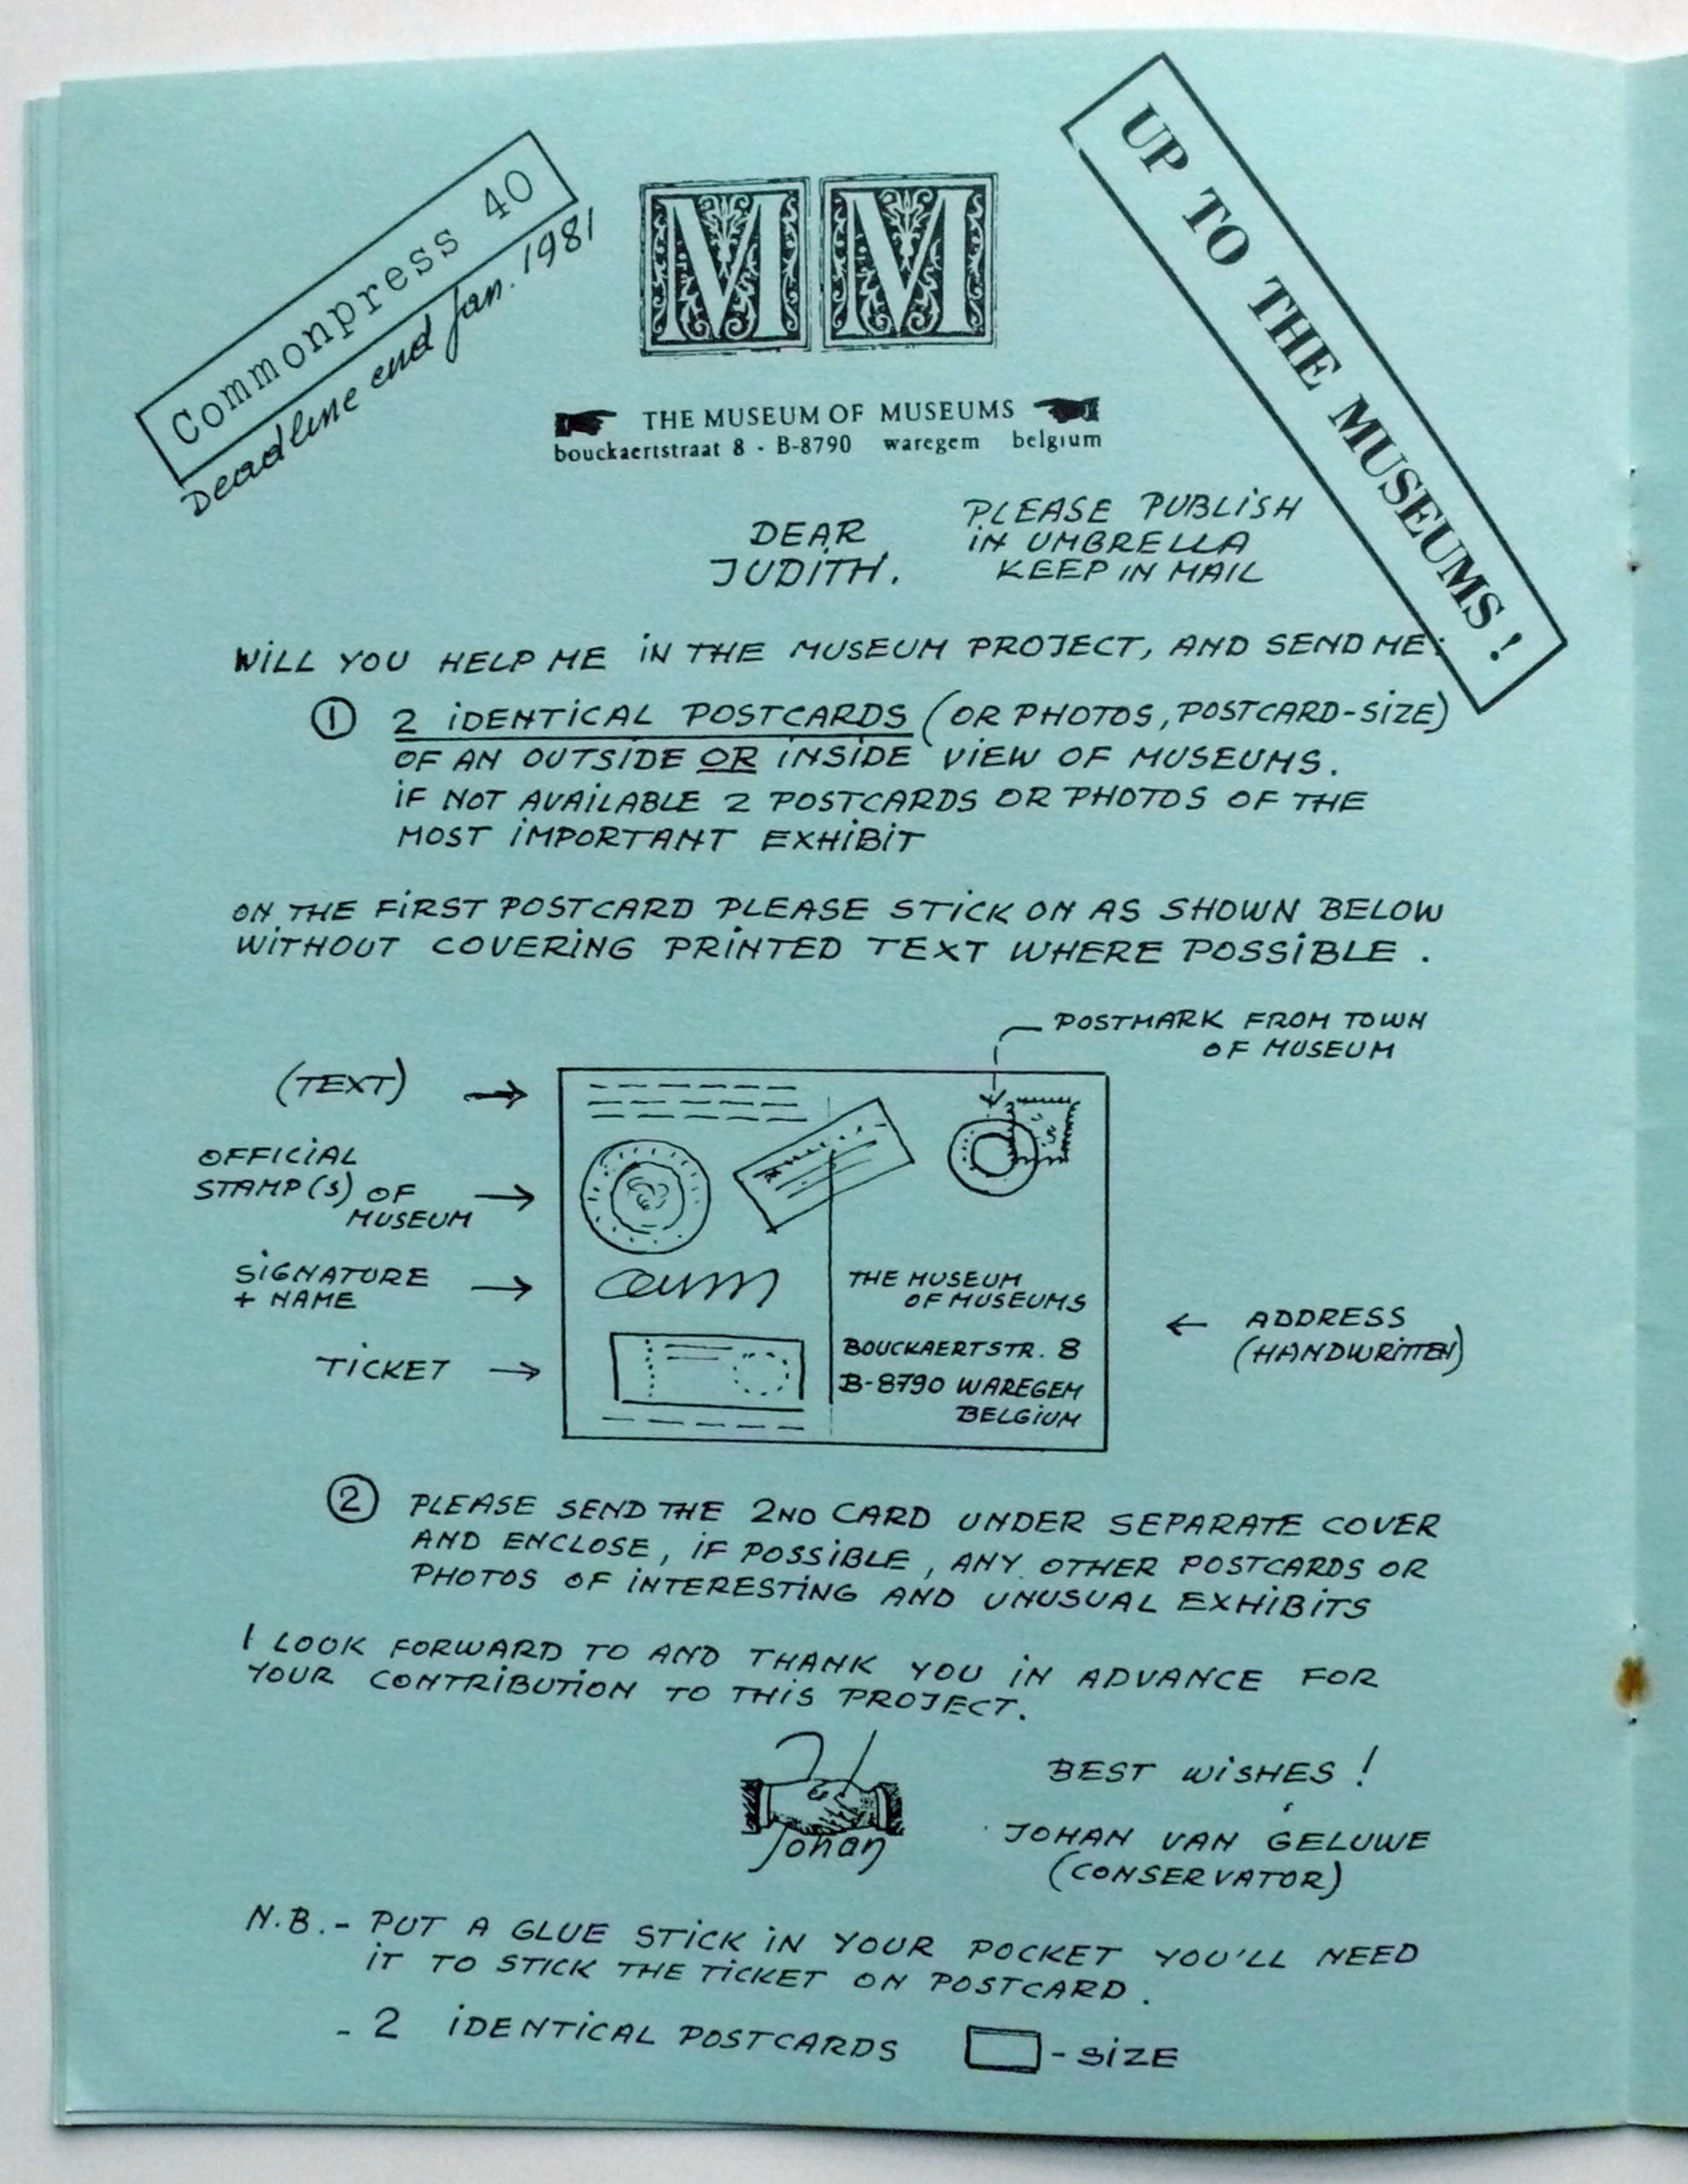 Commonpress 40
Deadline end Jan. 1981
UP TO THE MUSEUMS!
M M
THE MUSEUM OF MUSEUMS
bouckaertstraat 8 - B-8790 waregem belgium
DEAR
JUDITH.
PLEASE PUBLISH
IN UMBRELLA
KEEP IN MAIL
WILL YOU HELP ME IN THE MUSEUM PROJECT, AND SEND ME:
1 2 IDENTICAL POSTCARDS (OR PHOTOS, POSTCARD-SIZE)
OF AN OUTSIDE OR INSIDE VIEW OF MUSEUMS.
IF NOT AVAILABLE 2 POSTCARDS OR PHOTOS OF THE
MOST IMPORTANT EXHIBIT
ON THE FIRST POSTCARD PLEASE STICK ON AS SHOWN BELOW
WITHOUT COVERING PRINTED TEXT WHERE POSSIBLE.
POSTMARK FROM TOWN
OF MUSEUM
(TEXT)
OFFICIAL
STAMP(S) OF
MUSEUM
SIGNATURE
+ NAME
TICKET
THE MUSEUM
OF MUSEUMS
BOUCKAERTSTR. 8
B-8790 WAREGEM
BELGIUM
ADDRESS
(HANDWRITTEN)
2 PLEASE SEND THE 2ND CARD UNDER SEPARATE COVER
AND ENCLOSE, IF POSSIBLE, ANY OTHER POSTCARDS OR
PHOTOS OF INTERESTING AND UNUSUAL EXHIBITS
I LOOK FORWARD TO AND THANK YOU IN ADVANCE FOR
YOUR CONTRIBUTION TO THIS PROJECT.
Johan
BEST WISHES!
JOHAN VAN GELUWE
(CONSERVATOR)
N.B.- PUT A GLUE STICK IN YOUR POCKET YOU'LL NEED
IT TO STICK THE TICKET ON POSTCARD.
- 2 IDENTICAL POSTCARDS - SIZE